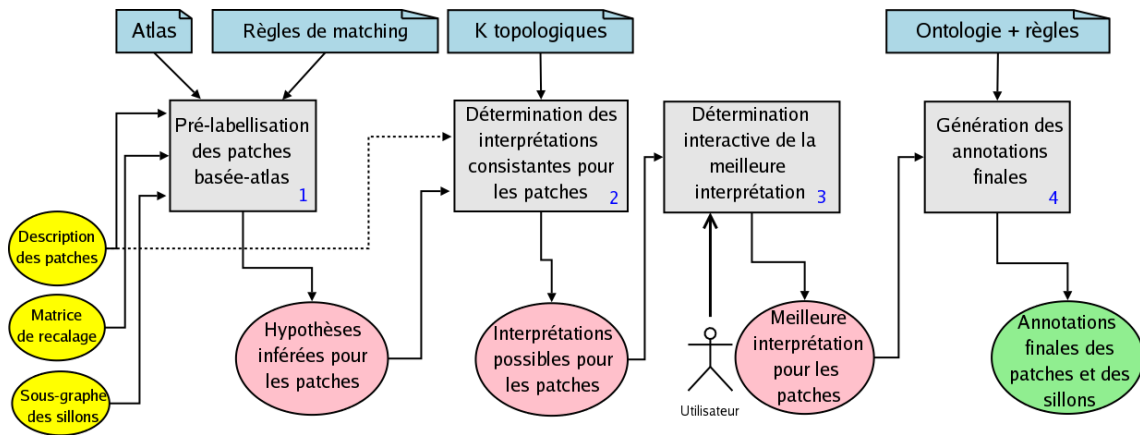 Atlas
Règles de matching
K topologiques
Ontologie + règles
Pré-labellisation
des patches
basée-atlas
1
Détermination des
interprétations
consistantes pour
les patches
2
Détermination
interactive de la
meilleure
interprétation
3
Génération des
annotations
finales
4
Description
des patches
Matrice
de recalage
Sous-graphe
des sillons
Hypothèses
inférées pour
les patches
Interprétations
possibles pour
les patches
Utilisateur
Meilleure
interprétation
pour les
patches
Annotations
finales des
patches et des
sillons